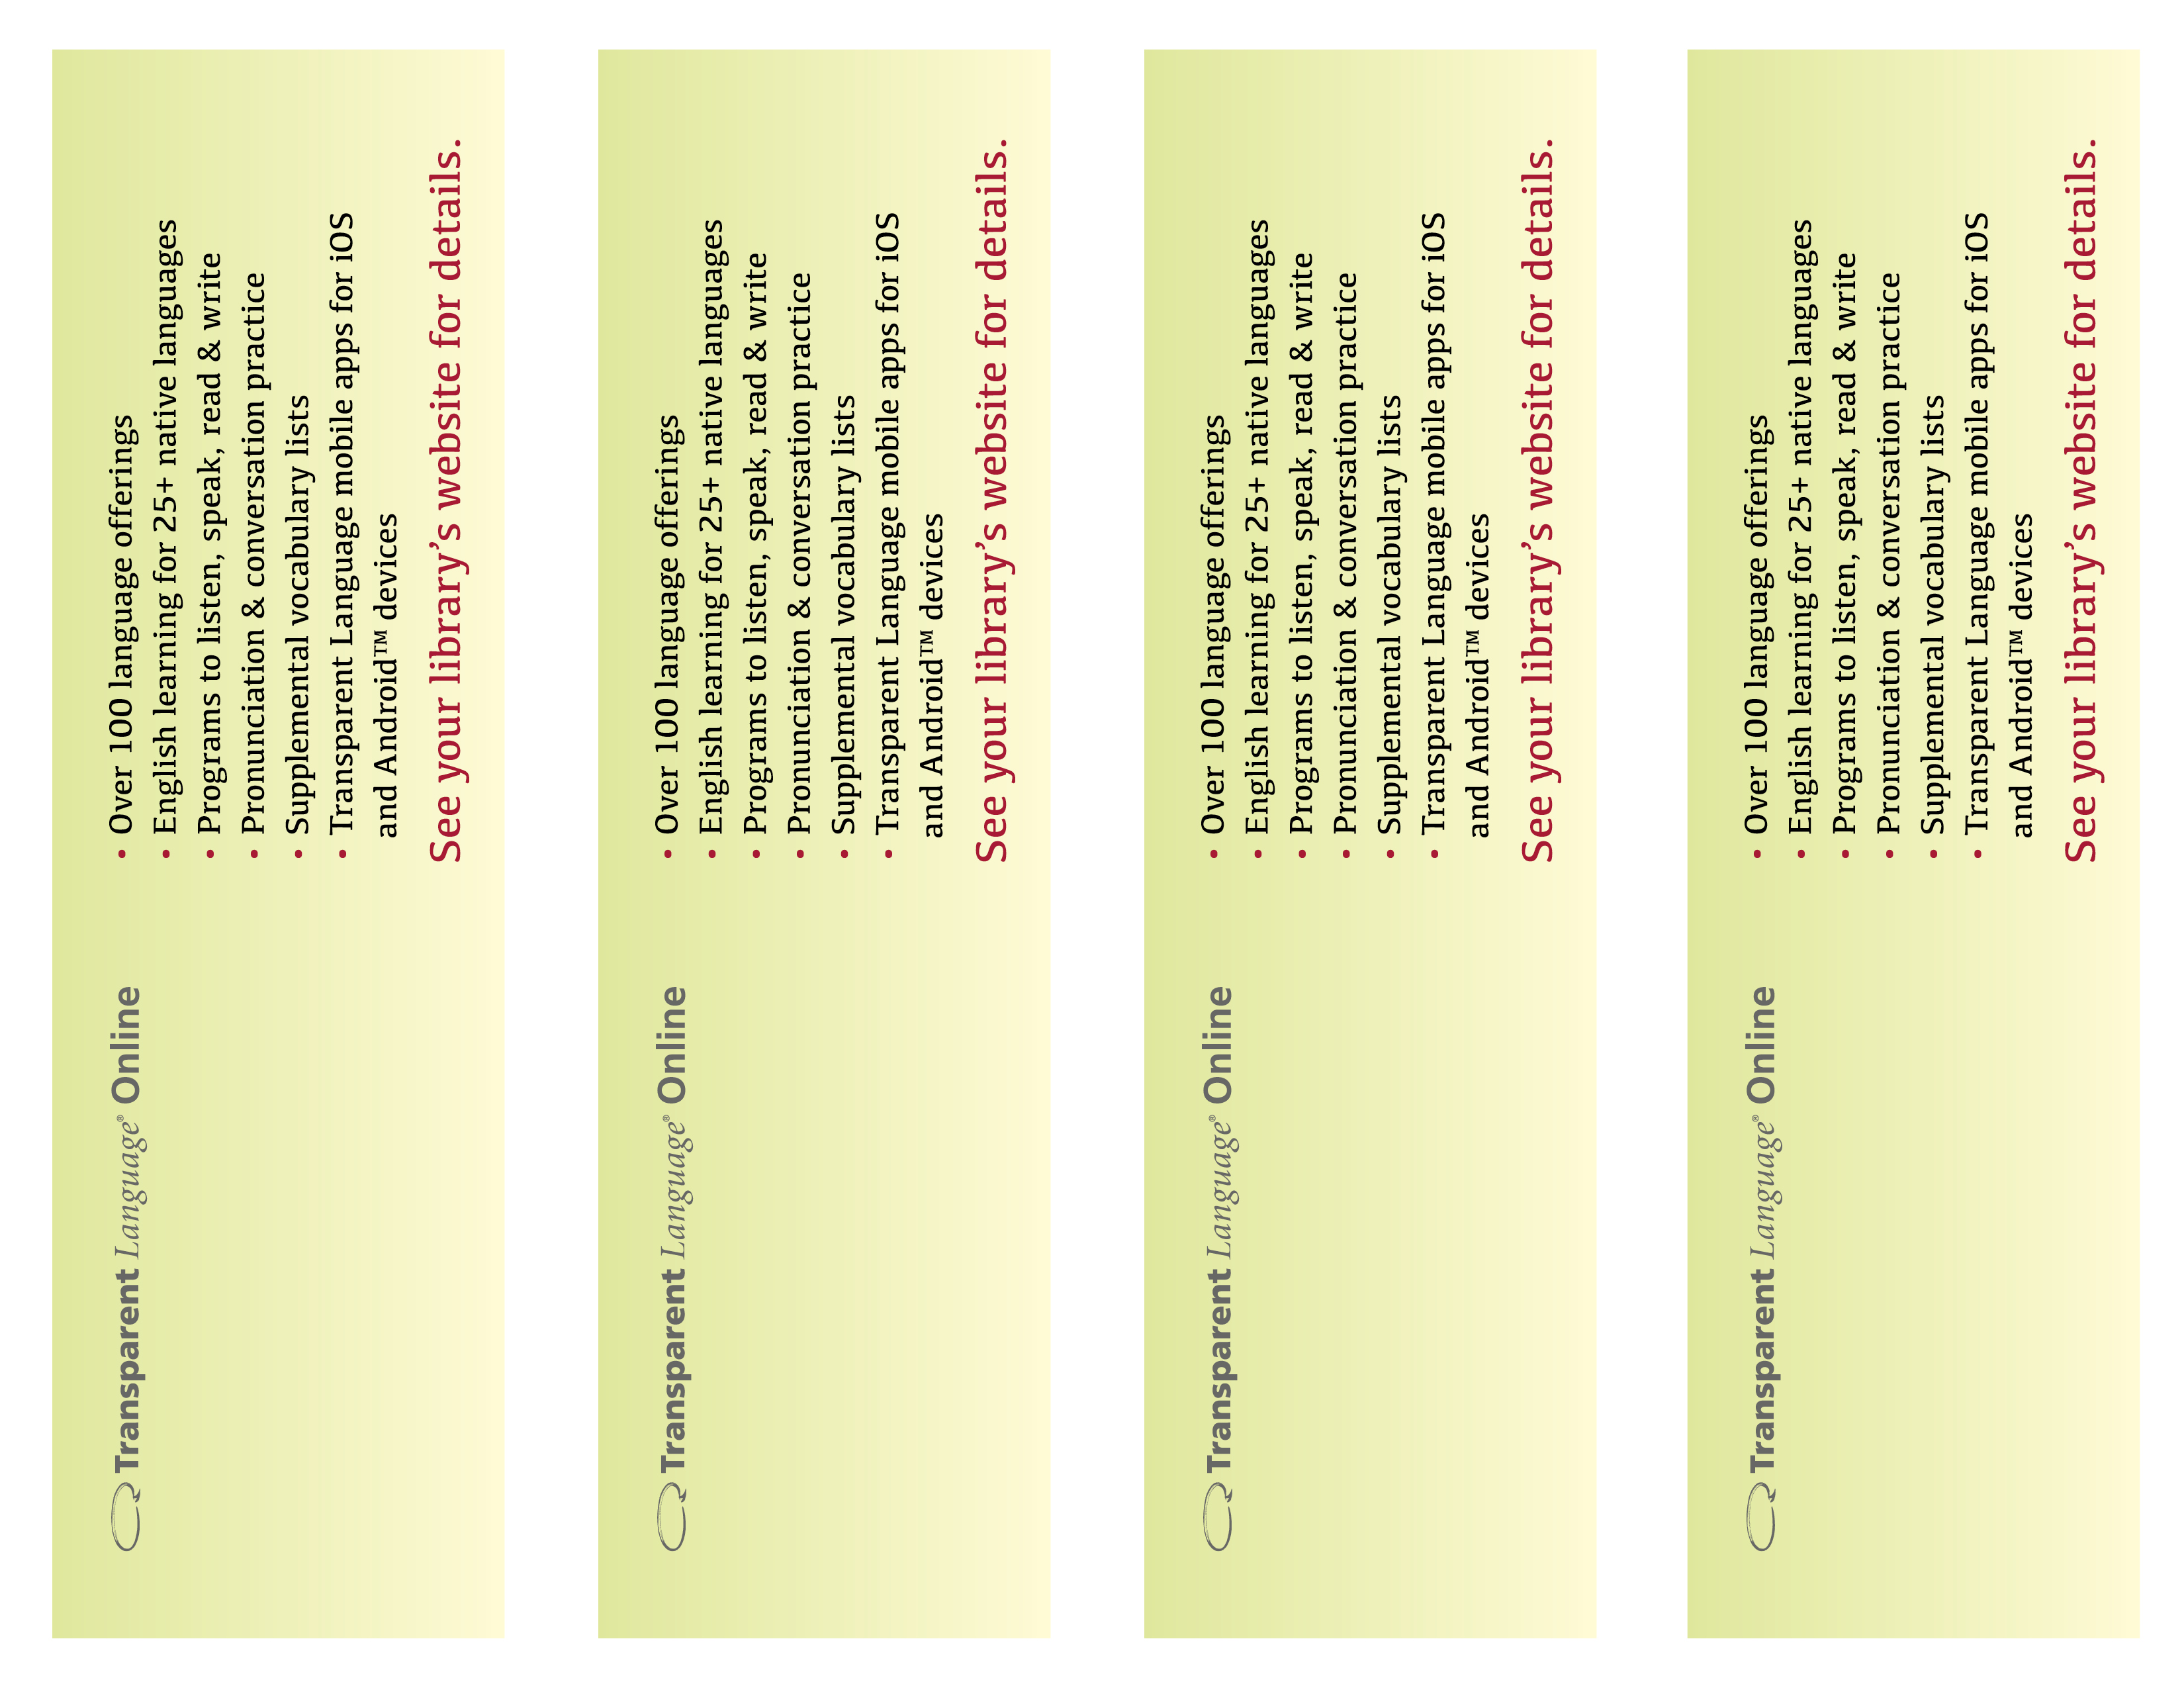 Transparent Language® Online
• Over 100 language offerings
• English learning for 25+ native languages
• Programs to listen, speak, read & write
• Pronunciation & conversation practice
• Supplemental vocabulary lists
• Transparent Language mobile apps for iOS
and Android™ devices
See your library’s website for details.
Transparent Language® Online
• Over 100 language offerings
• English learning for 25+ native languages
• Programs to listen, speak, read & write
• Pronunciation & conversation practice
• Supplemental vocabulary lists
• Transparent Language mobile apps for iOS
and Android™ devices
See your library’s website for details.
Transparent Language® Online
• Over 100 language offerings
• English learning for 25+ native languages
• Programs to listen, speak, read & write
• Pronunciation & conversation practice
• Supplemental vocabulary lists
• Transparent Language mobile apps for iOS
and Android™ devices
See your library’s website for details.
Transparent Language® Online
• Over 100 language offerings
• English learning for 25+ native languages
• Programs to listen, speak, read & write
• Pronunciation & conversation practice
• Supplemental vocabulary lists
• Transparent Language mobile apps for iOS
and Android™ devices
See your library’s website for details.